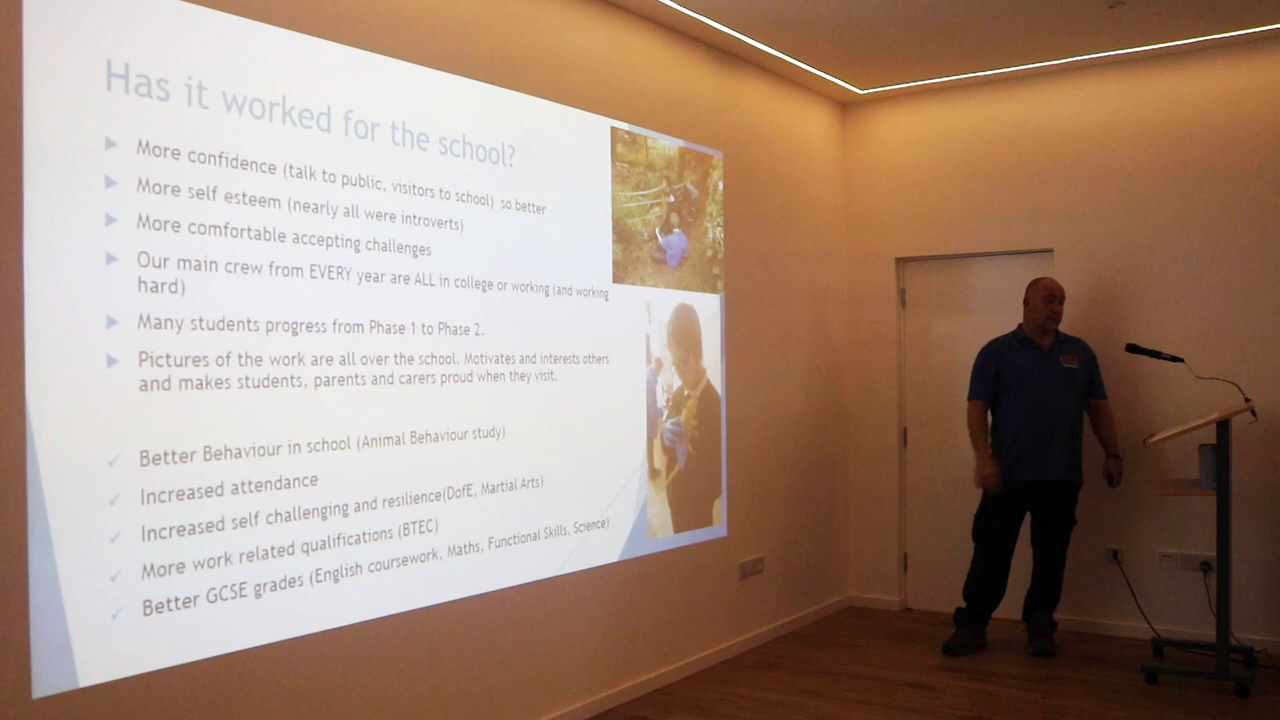 Has it worked for the school?
More confidence (talk to public, visitors to school) so better
More self esteem (nearly all were introverts)
More comfortable accepting challenges
Our main crew from EVERY year are ALL in college or working (and working
hard)
Many students progress from Phase 1 to Phase 2.
Pictures of the work are all over the school. Motivates and interests others
and makes students, parents and carers proud when they visit.
Better Behaviour in school (Animal Behaviour study)
Increased attendance
Increased self challenging and resilience(DofE, Martial Arts)
More work related qualifications (BTEC)
Better GCSE grades (English coursework, Maths, Functional Skills, Science)